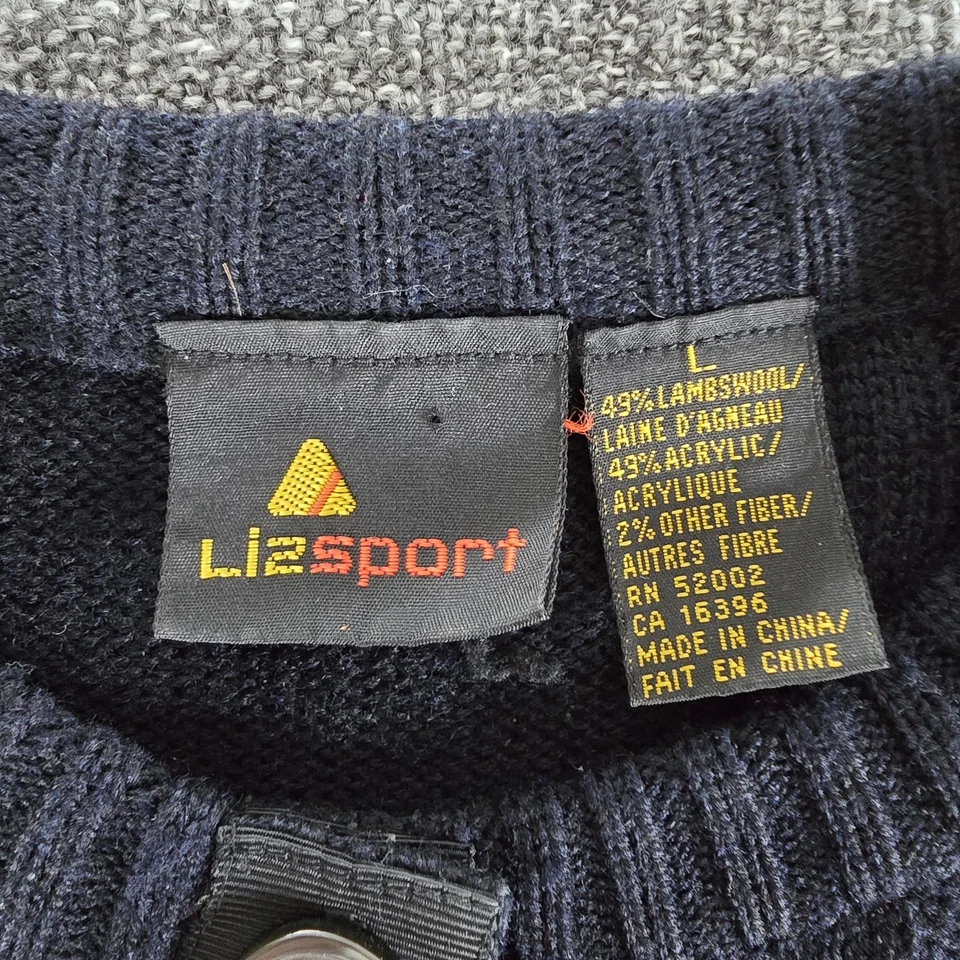 Lizsport
L
49% LAMBSWOOL/
LAINE D'AGNEAU
49% ACRYLIC/
ACRYLIQUE
2% OTHER FIBER/
AUTRES FIBRE
RN 52002
CA 16396
MADE IN CHINA/
FAIT EN CHINE